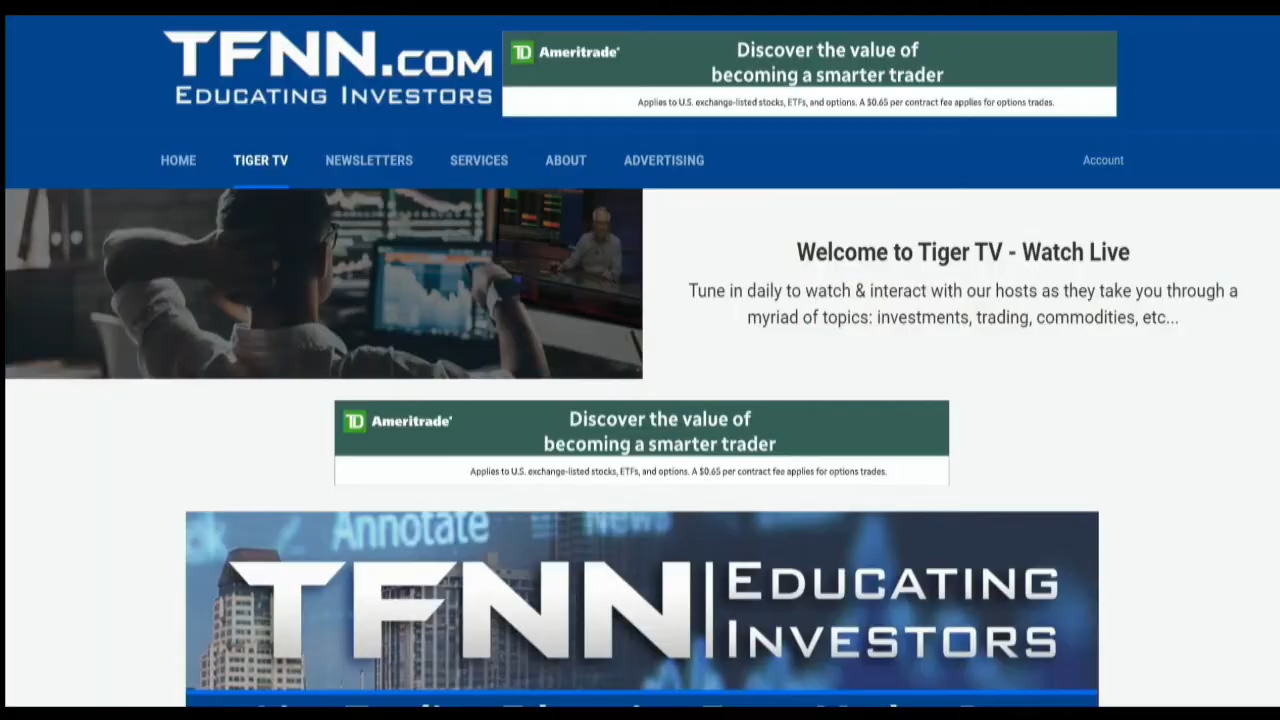 TFNN.COM
EDUCATING INVESTORS
TD Ameritrade
Discover the value of
becoming a smarter trader
Applies to U.S. exchange-listed stocks, ETFs, and options. A $0.65 per contract fee applies for options trades.
HOME TIGER TV NEWSLETTERS SERVICES ABOUT ADVERTISING Account
Welcome to Tiger TV - Watch Live
Tune in daily to watch & interact with our hosts as they take you through a
myriad of topics: investments, trading, commodities, etc...
TD Ameritrade
Discover the value of
becoming a smarter trader
Applies to U.S. exchange-listed stocks, ETFs, and options. A $0.65 per contract fee applies for options trades.
Annotate News
TFNN EDUCATING
INVESTORS